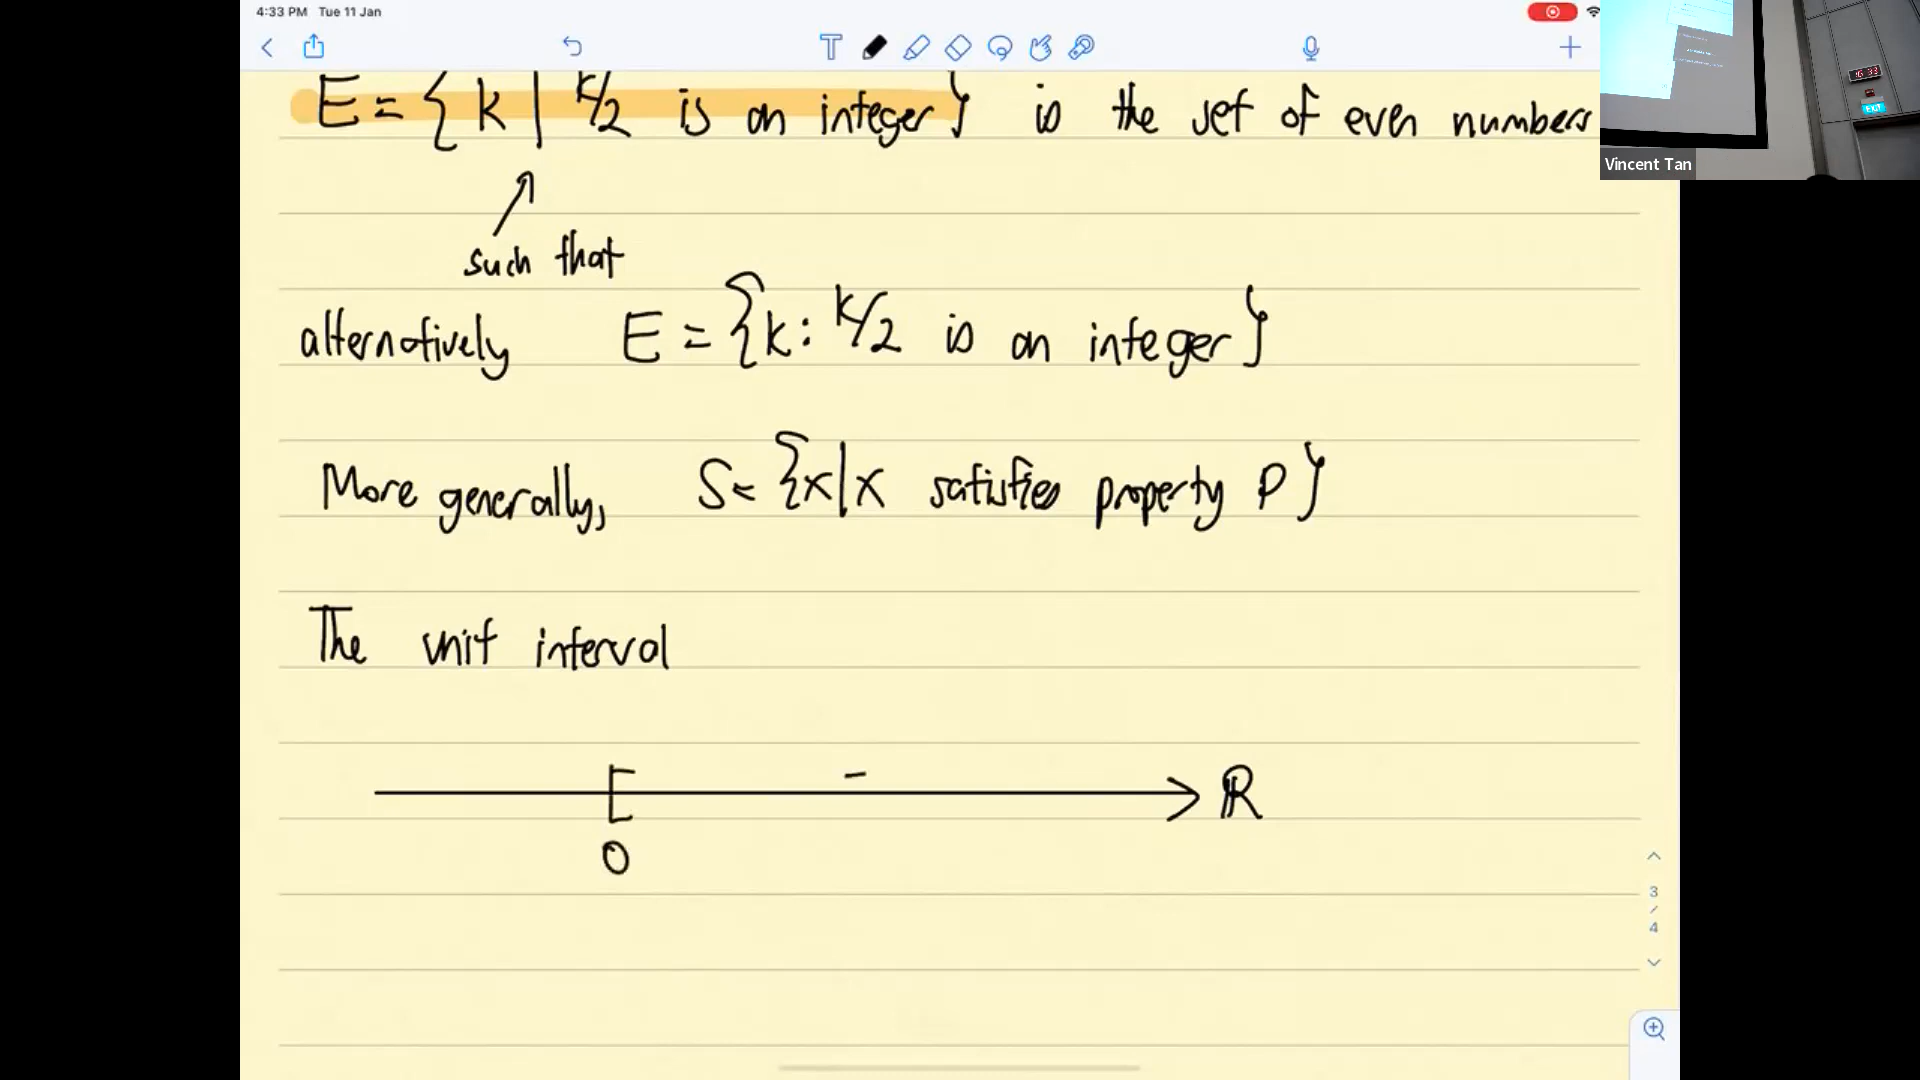 4:33 PM Tue 11 Jan
E = { k | k/2 is an integer } is the set of even numbers
EXIT
Vincent Tan
such that
alternatively E = { k : k/2 is an integer }
More generally, S = { x | x satisfies property P }
The unit interval
[ ℝ
0
3
/
4